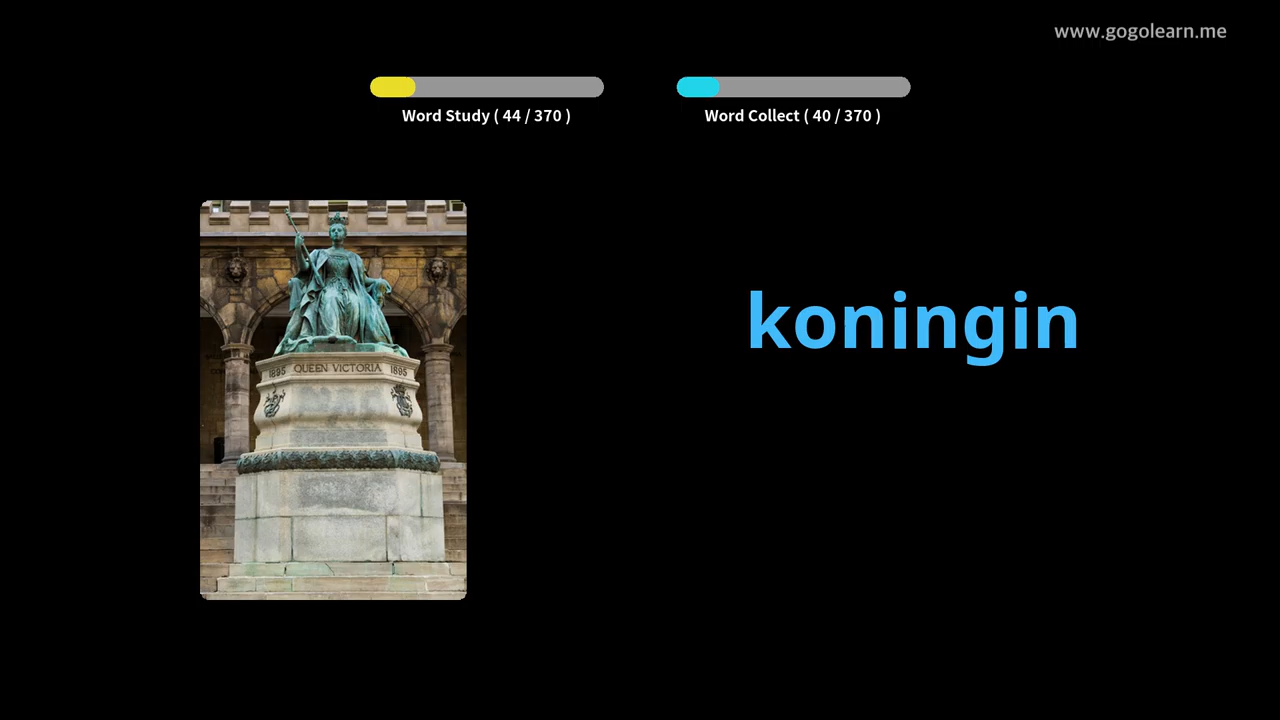 www.gogolearn.me
Word Study ( 44 / 370 )
Word Collect ( 40 / 370 )
1895 QUEEN VICTORIA 1895
koningin